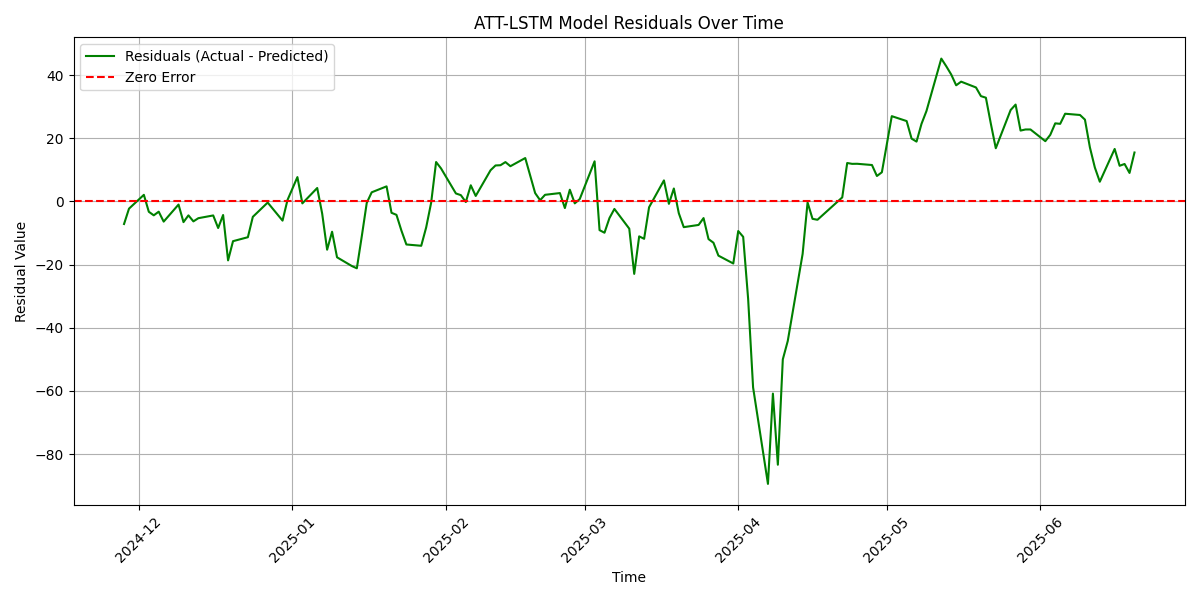 ATT-LSTM Model Residuals Over Time
Residuals (Actual - Predicted)
Zero Error
Residual Value
40
20
0
−20
−40
−60
−80
2024-12
2025-01
2025-02
2025-03
2025-04
2025-05
2025-06
Time